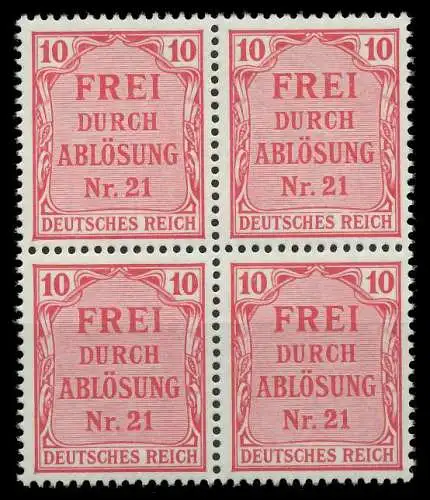 10 10
FREI
DURCH
ABLÖSUNG
Nr. 21
DEUTSCHES REICH
10 10
FREI
DURCH
ABLÖSUNG
Nr. 21
DEUTSCHES REICH
10 10
FREI
DURCH
ABLÖSUNG
Nr. 21
DEUTSCHES REICH
10 10
FREI
DURCH
ABLÖSUNG
Nr. 21
DEUTSCHES REICH